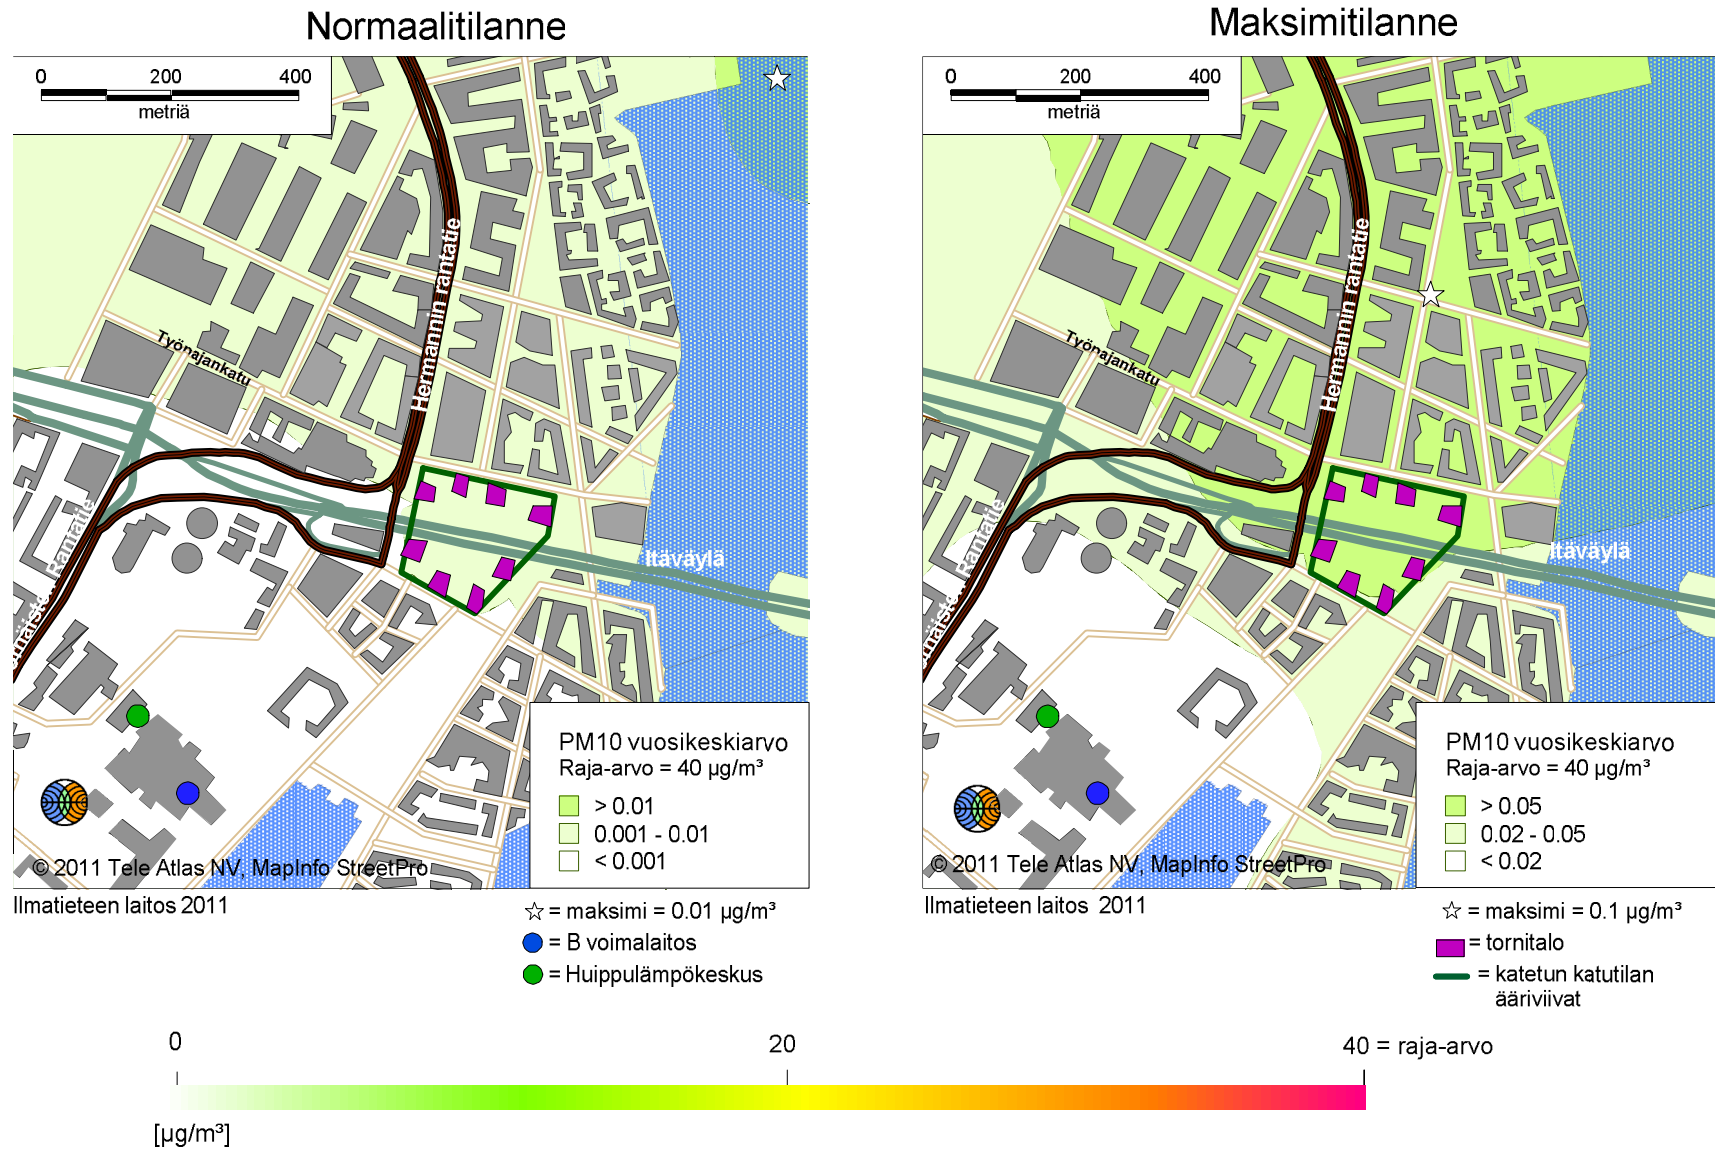 Normaalitilanne
Maksimitilanne
0 200 400
metriä
0 200 400
metriä
Hermannin rantatie
Työnajankatu
Rantatie
Itäväylä
Hermannin rantatie
Työnajankatu
Rantatie
Itäväylä
PM10 vuosikeskiarvo
Raja-arvo = 40 µg/m³
> 0.01
0.001 - 0.01
< 0.001
PM10 vuosikeskiarvo
Raja-arvo = 40 µg/m³
> 0.05
0.02 - 0.05
< 0.02
© 2011 Tele Atlas NV, MapInfo StreetPro
© 2011 Tele Atlas NV, MapInfo StreetPro
Ilmatieteen laitos 2011
Ilmatieteen laitos 2011
= maksimi = 0.01 µg/m³
= B voimalaitos
= Huippulämpökeskus
= maksimi = 0.1 µg/m³
= tornitalo
= katetun katutilan
ääriviivat
0 20 40 = raja-arvo
[µg/m³]